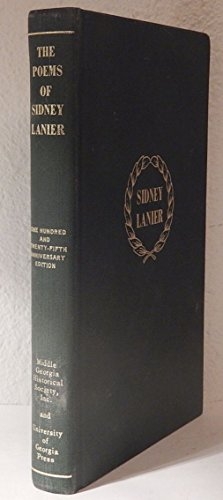 THE
POEMS
OF
SIDNEY
LANIER
ONE HUNDRED
AND
TWENTY-FIFTH
ANNIVERSARY
EDITION
Middle
Georgia
Historical
Society,
Inc.
and
University
of
Georgia
Press
SIDNEY
LANIER